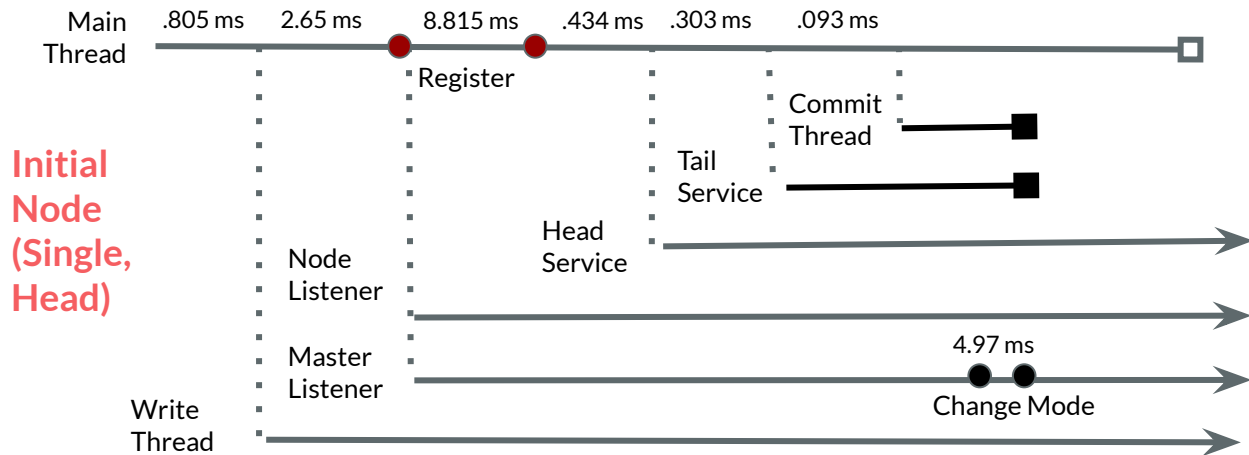 .805 ms 2.65 ms 8.815 ms .434 ms .303 ms .093 ms
Main
Thread
Register
Commit
Thread
Tail
Service
Initial
Node
(Single,
Head)
Head
Service
Node
Listener
4.97 ms
Master
Listener
Change Mode
Write
Thread